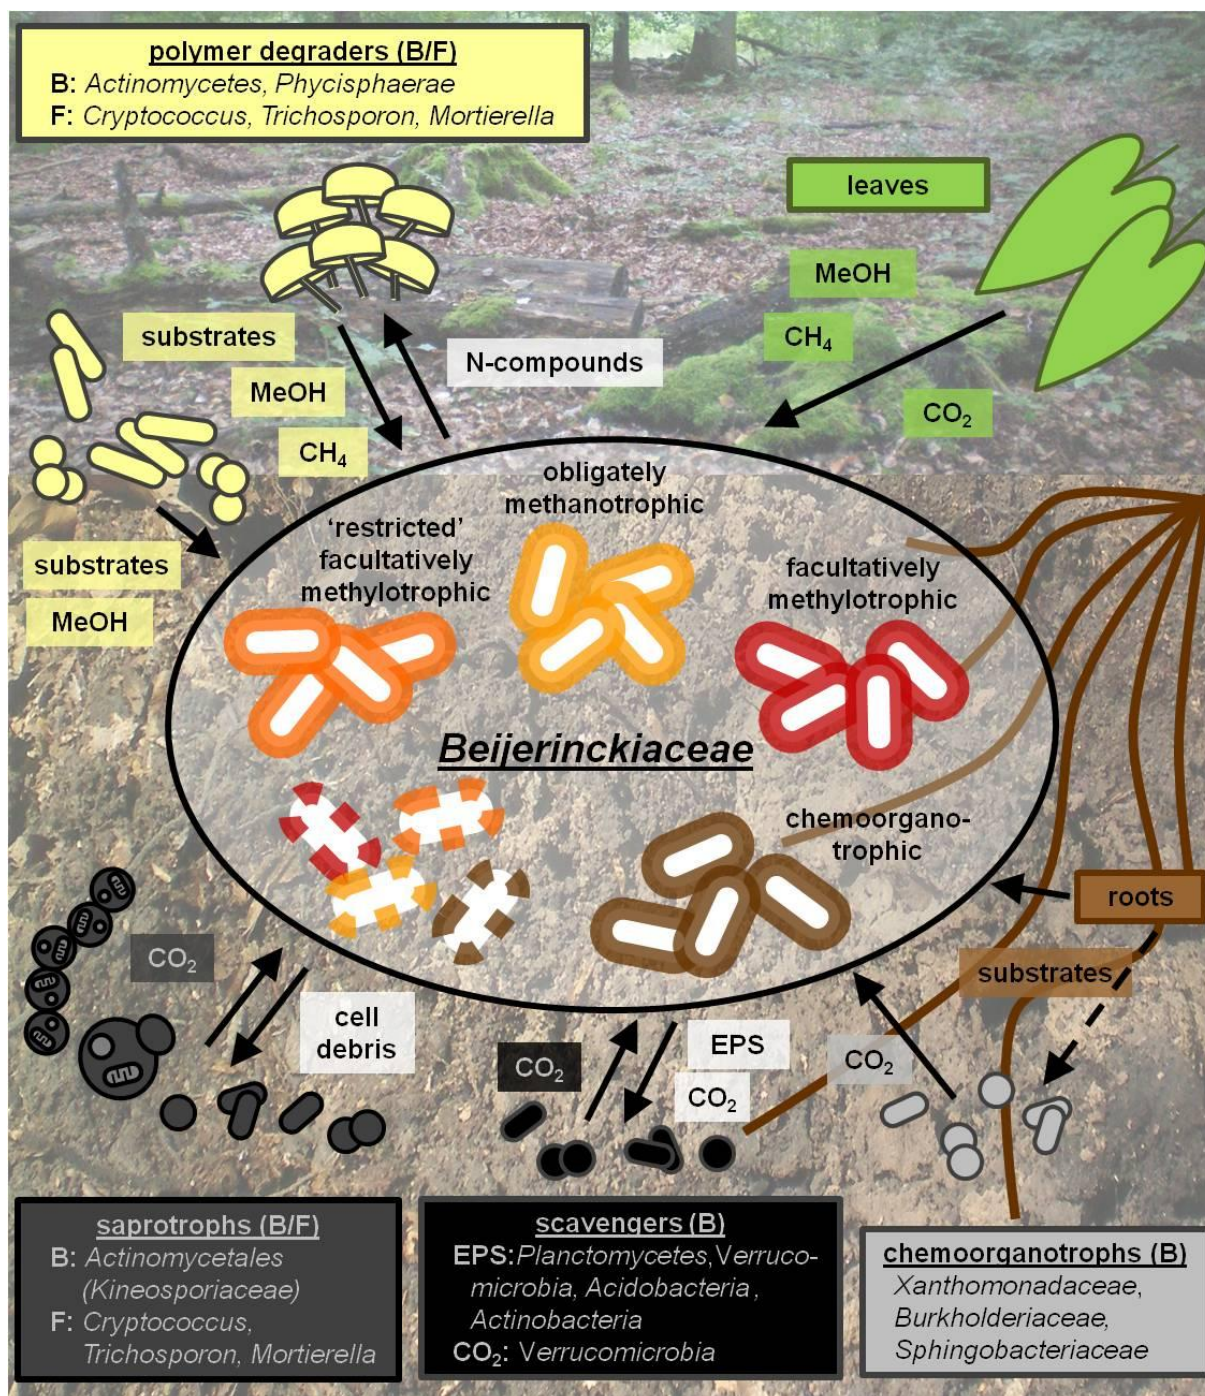 polymer degraders (B/F)
B: Actinomycetes, Phycisphaerae
F: Cryptococcus, Trichosporon, Mortierella
leaves
MeOH
CH₄
CO₂
substrates
MeOH
CH₄
N-compounds
substrates
MeOH
obligately
methanotrophic
‘restricted’
facultatively
methylotrophic
facultatively
methylotrophic
Beijerinckiaceae
chemoorgano-
trophic
roots
substrates
CO₂
cell
debris
CO₂
EPS
CO₂
CO₂
saprotrophs (B/F)
B: Actinomycetales
(Kineosporiaceae)
F: Cryptococcus,
Trichosporon, Mortierella
scavengers (B)
EPS:Planctomycetes,Verruco-
microbia, Acidobacteria ,
Actinobacteria
CO₂: Verrucomicrobia
chemoorganotrophs (B)
Xanthomonadaceae,
Burkholderiaceae,
Sphingobacteriaceae